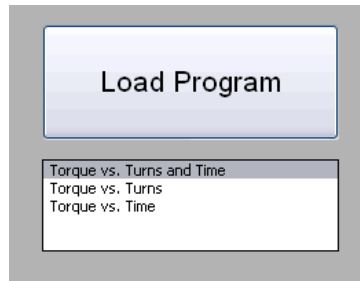 Load Program
Torque vs. Turns and Time
Torque vs. Turns
Torque vs. Time